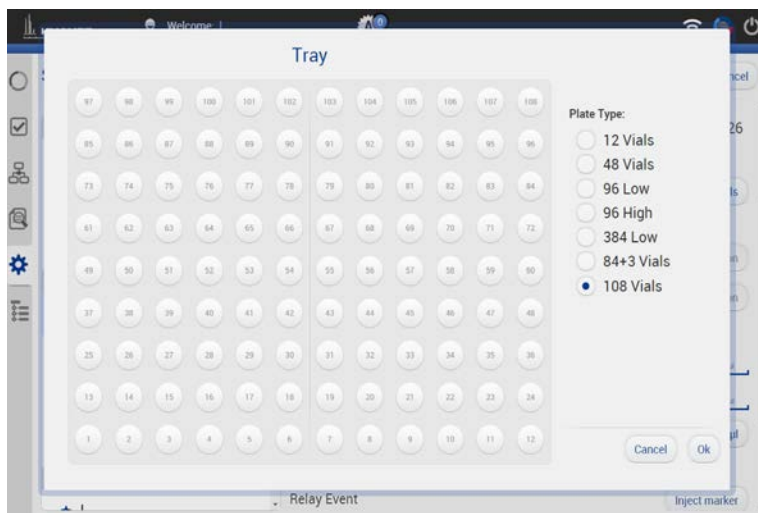 Welcome: |
0
Tray
97 98 99 100 101 102 103 104 105 106 107 108
85 86 87 88 89 90 91 92 93 94 95 96
73 74 75 76 77 78 79 80 81 82 83 84
61 62 63 64 65 66 67 68 69 70 71 72
49 50 51 52 53 54 55 56 57 58 59 60
37 38 39 40 41 42 43 44 45 46 47 48
25 26 27 28 29 30 31 32 33 34 35 36
13 14 15 16 17 18 19 20 21 22 23 24
1 2 3 4 5 6 7 8 9 10 11 12
Plate Type:
12 Vials
48 Vials
96 Low
96 High
384 Low
84+3 Vials
108 Vials
Cancel Ok
ncel
26
ls
µl
Relay Event
Inject marker